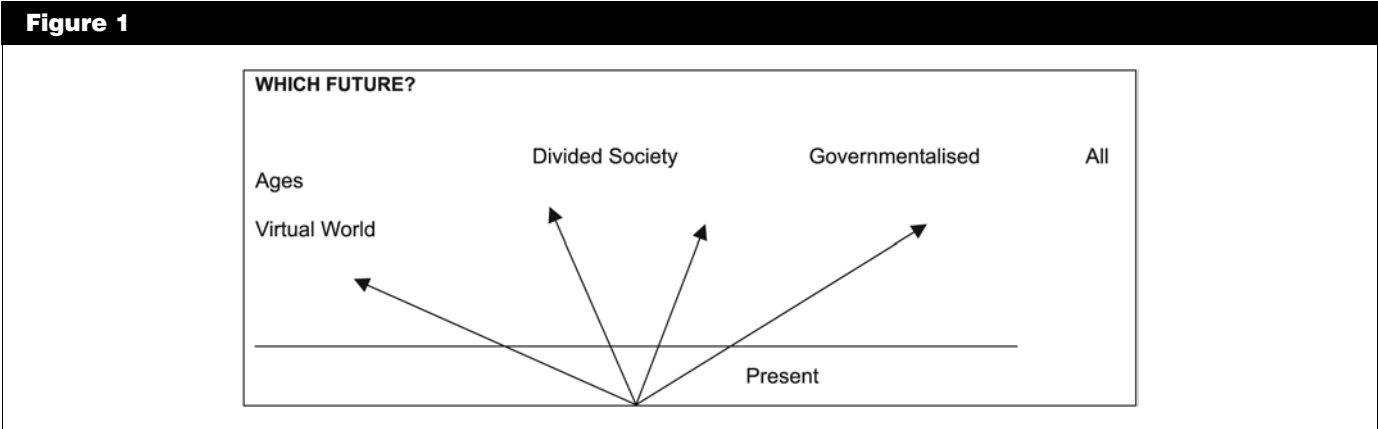 Figure 1
WHICH FUTURE?
Divided Society Governmentalised All
Ages
Virtual World
Present